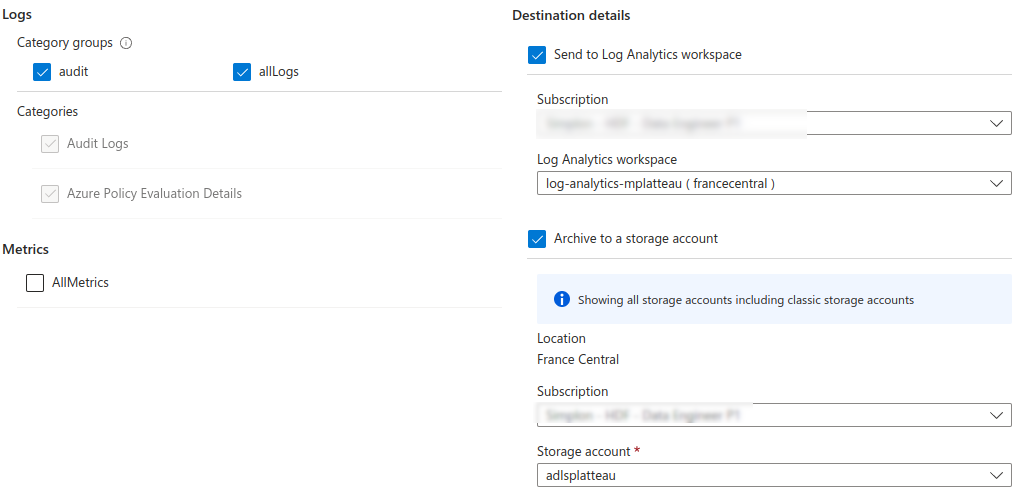 Logs
Category groups
audit
allLogs
Categories
Audit Logs
Azure Policy Evaluation Details
Metrics
AllMetrics
Destination details
Send to Log Analytics workspace
Subscription
Log Analytics workspace
log-analytics-mplatteau ( francecentral )
Archive to a storage account
Showing all storage accounts including classic storage accounts
Location
France Central
Subscription
Storage account *
adlsplatteau